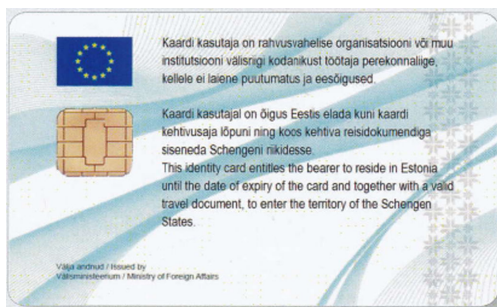 Kaardi kasutaja on rahvusvahelise organisatsiooni või muu
institutsiooni välisriigi kodanikust töötaja perekonnaliige,
kellele ei laiene puutumatus ja eesõigused.
Kaardi kasutajal on õigus Eestis elada kuni kaardi
kehtivusaja lõpuni ning koos kehtiva reisidokumendiga
siseneda Schengeni riikidesse.
This identity card entitles the bearer to reside in Estonia
until the date of expiry of the card and together with a valid
travel document, to enter the territory of the Schengen
States.
Välja andnud / Issued by
Välisministeerium / Ministry of Foreign Affairs